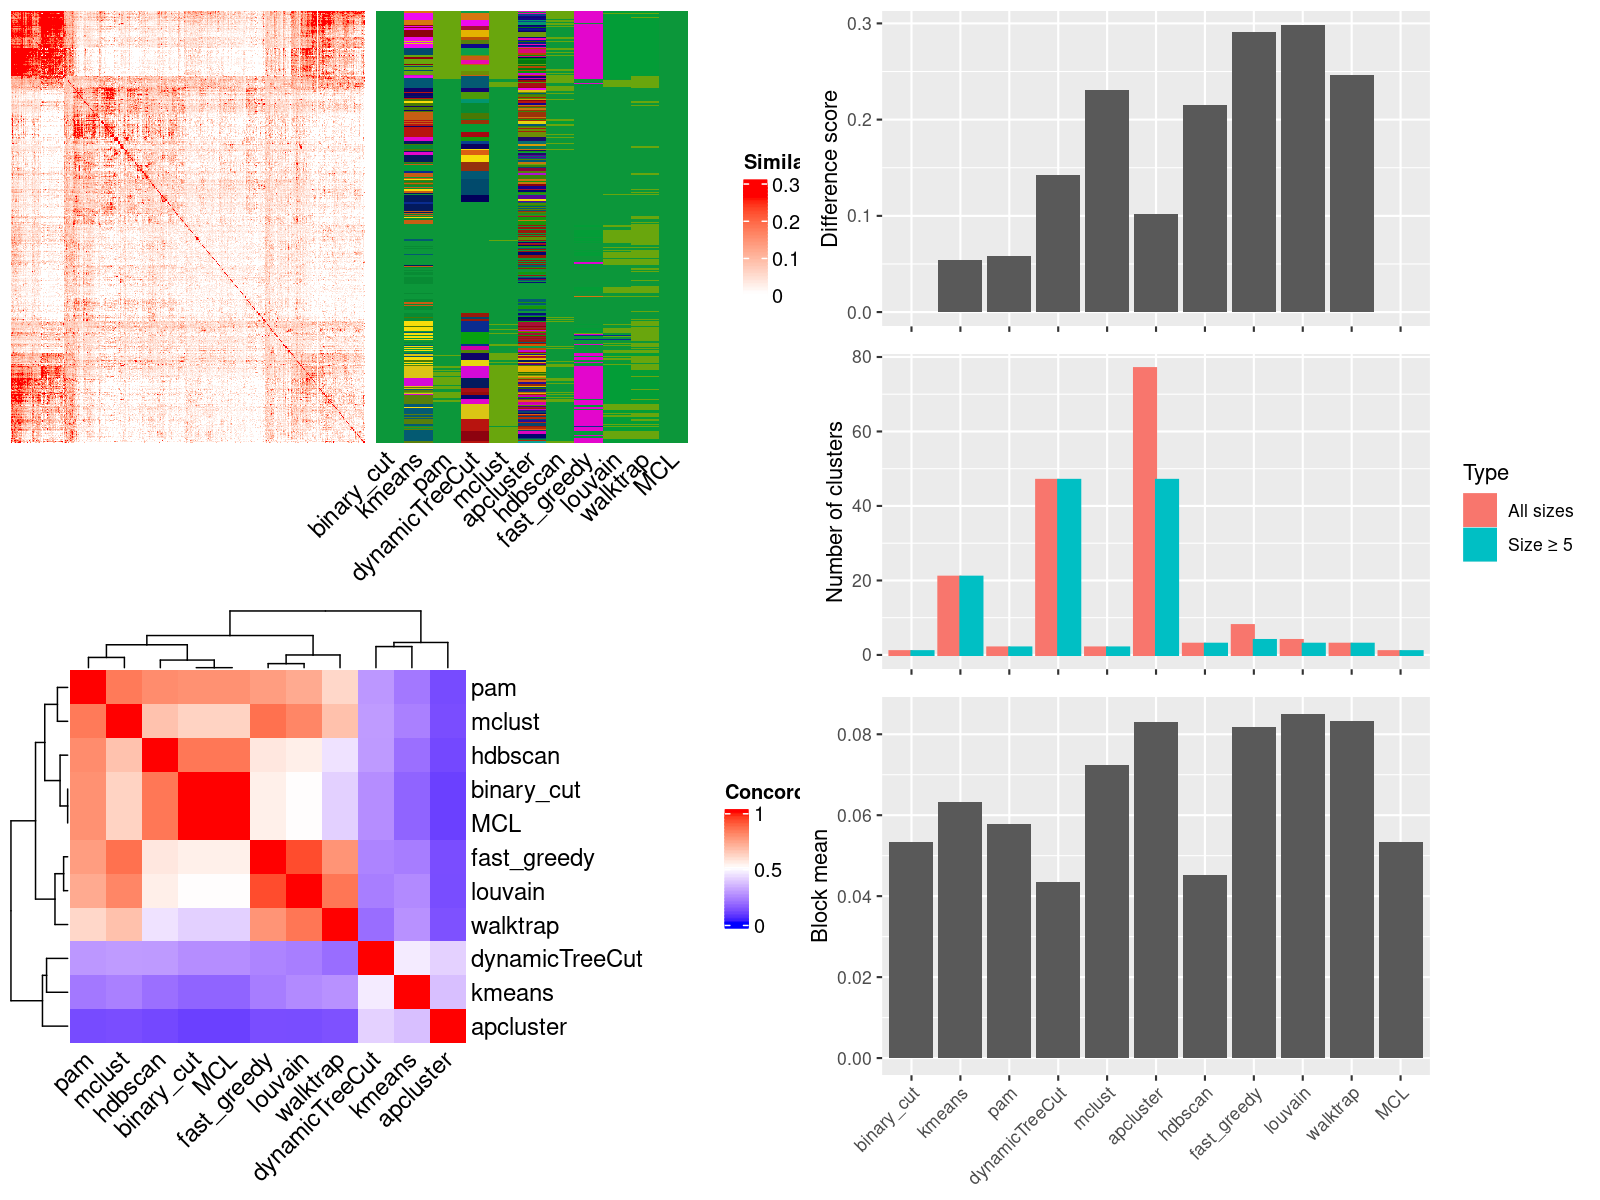 Simila
0.3
0.2
0.1
0
binary_cut
kmeans
pam
dynamicTreeCut
mclust
apcluster
hdbscan
fast_greedy
louvain
walktrap
MCL
pam
mclust
hdbscan
binary_cut
MCL
fast_greedy
louvain
walktrap
dynamicTreeCut
kmeans
apcluster
pam
mclust
hdbscan
binary_cut
MCL
fast_greedy
louvain
walktrap
dynamicTreeCut
kmeans
apcluster
Concord
1
0.5
0
Difference score
0.3
0.2
0.1
0.0
Number of clusters
80
60
40
20
0
Type
All sizes
Size ≥ 5
Block mean
0.08
0.06
0.04
0.02
0.00
binary_cut
kmeans
pam
dynamicTreeCut
mclust
apcluster
hdbscan
fast_greedy
louvain
walktrap
MCL